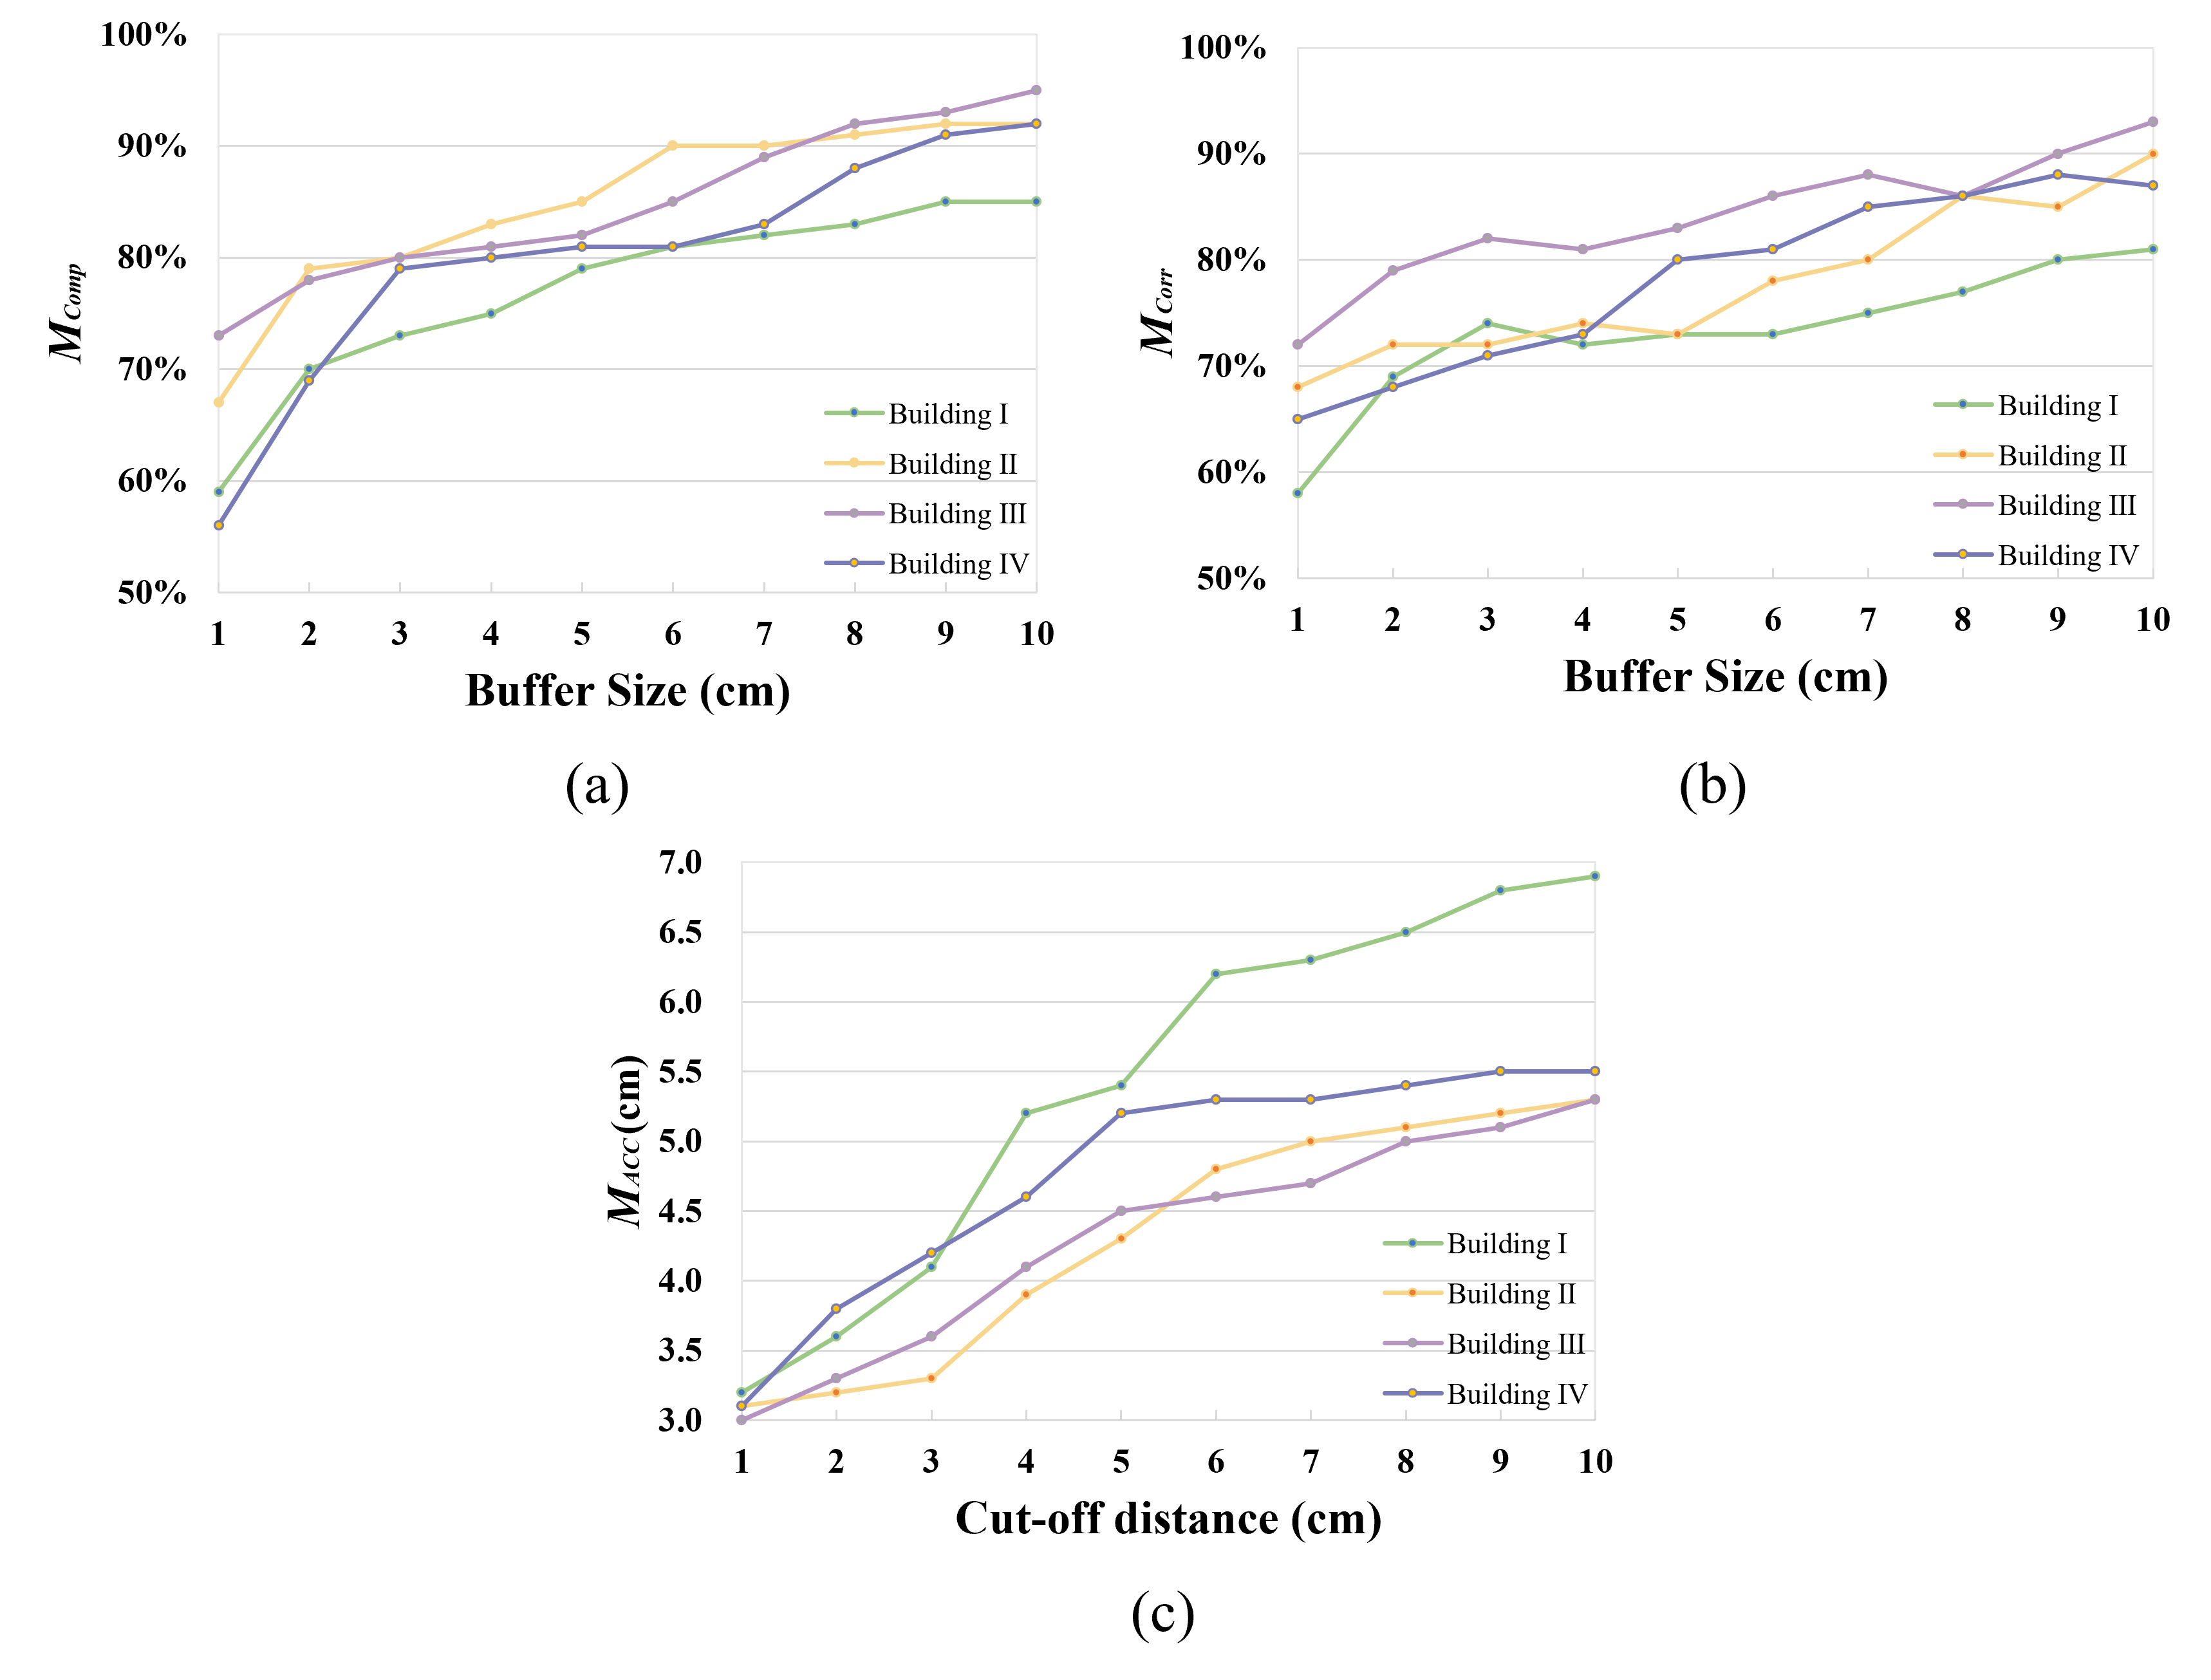 100%
90%
80%
70%
60%
50%
M Comp
1 2 3 4 5 6 7 8 9 10
Buffer Size (cm)
Building I
Building II
Building III
Building IV
(a)
100%
90%
80%
70%
60%
50%
M Corr
1 2 3 4 5 6 7 8 9 10
Buffer Size (cm)
Building I
Building II
Building III
Building IV
(b)
7.0
6.5
6.0
5.5
5.0
4.5
4.0
3.5
3.0
M ACC (cm)
1 2 3 4 5 6 7 8 9 10
Cut-off distance (cm)
Building I
Building II
Building III
Building IV
(c)